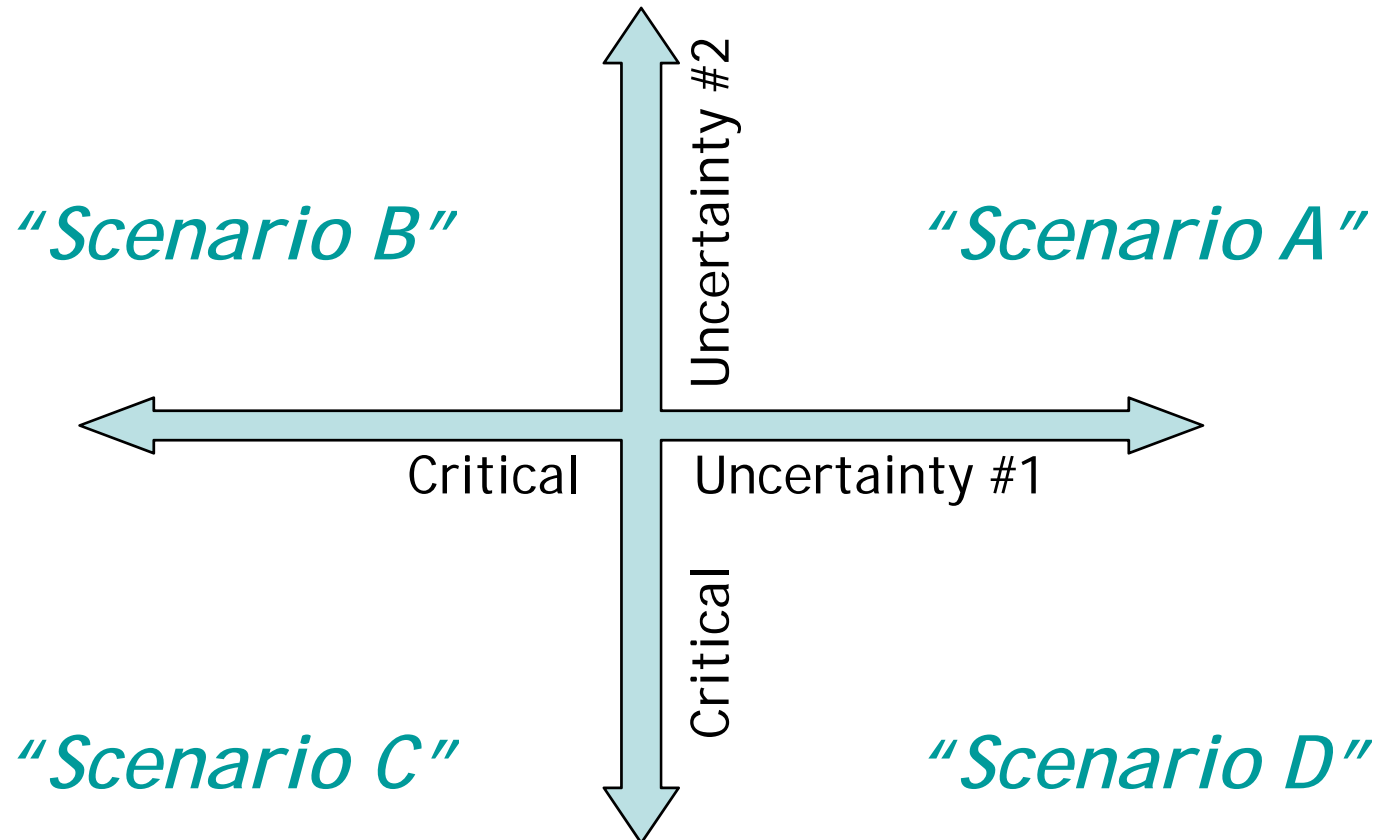 Critical Uncertainty #2
“Scenario B”
“Scenario A”
Critical Uncertainty #1
“Scenario C”
“Scenario D”